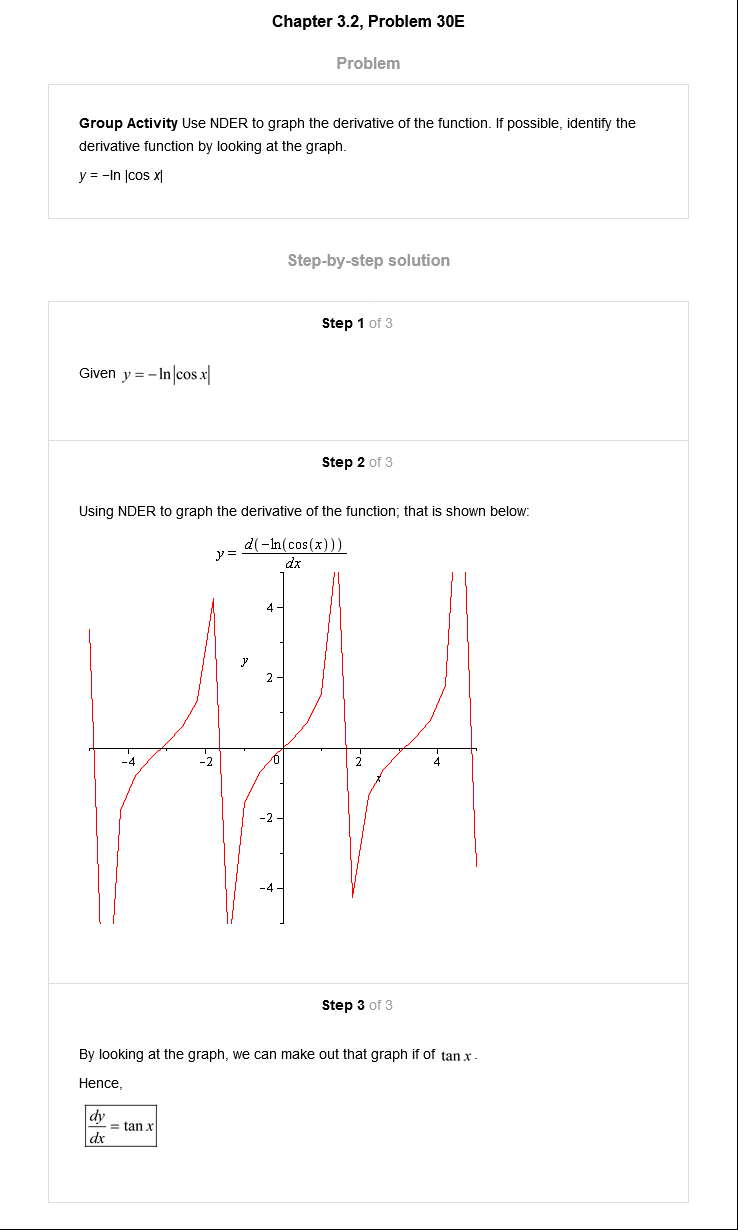 Chapter 3.2, Problem 30E
Problem
Group Activity Use NDER to graph the derivative of the function. If possible, identify the
derivative function by looking at the graph.
y = −ln |cos x|
Step-by-step solution
Step 1 of 3
Given y = − ln|cos x|
Step 2 of 3
Using NDER to graph the derivative of the function; that is shown below:
y = d(−ln(cos(x))) / dx
4
y
2
−4 −2 0 2 4
x
−2
−4
Step 3 of 3
By looking at the graph, we can make out that graph if of tan x .
Hence,
dy/dx = tan x